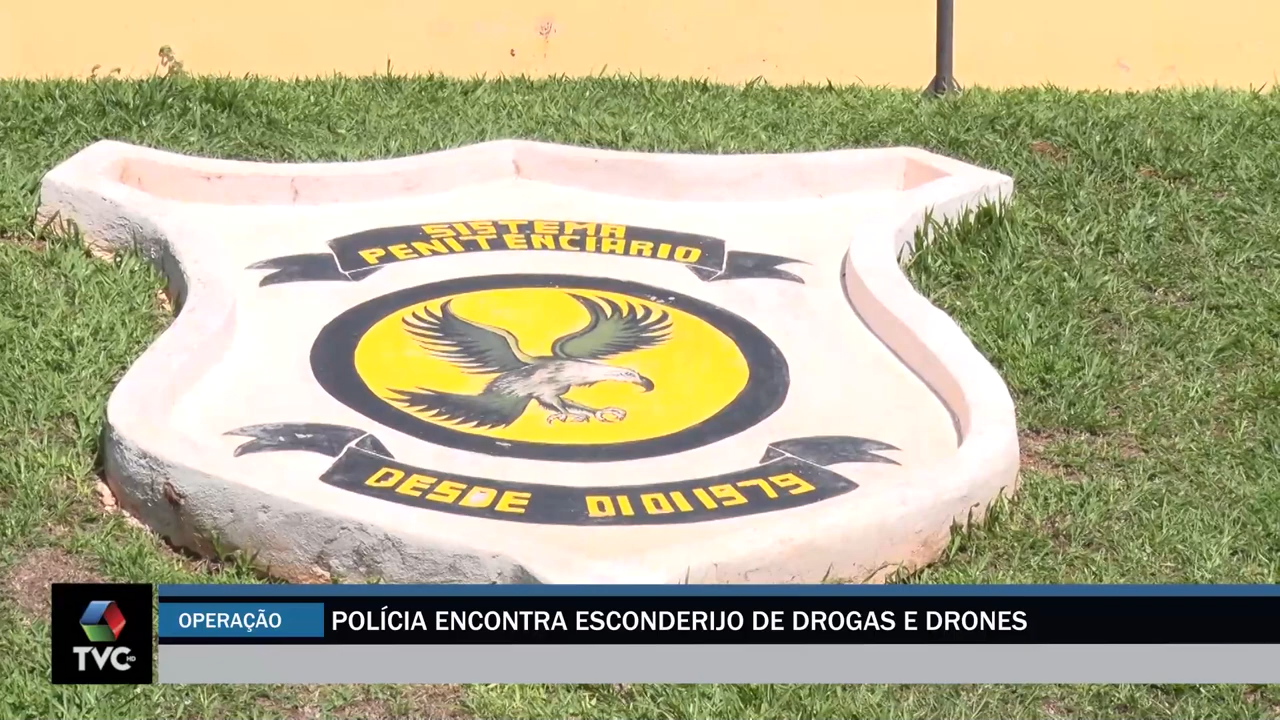 SISTEMA
PENITENCIÁRIO
DESDE 01 01 1979
OPERAÇÃO
POLÍCIA ENCONTRA ESCONDERIJO DE DROGAS E DRONES
TVC HD